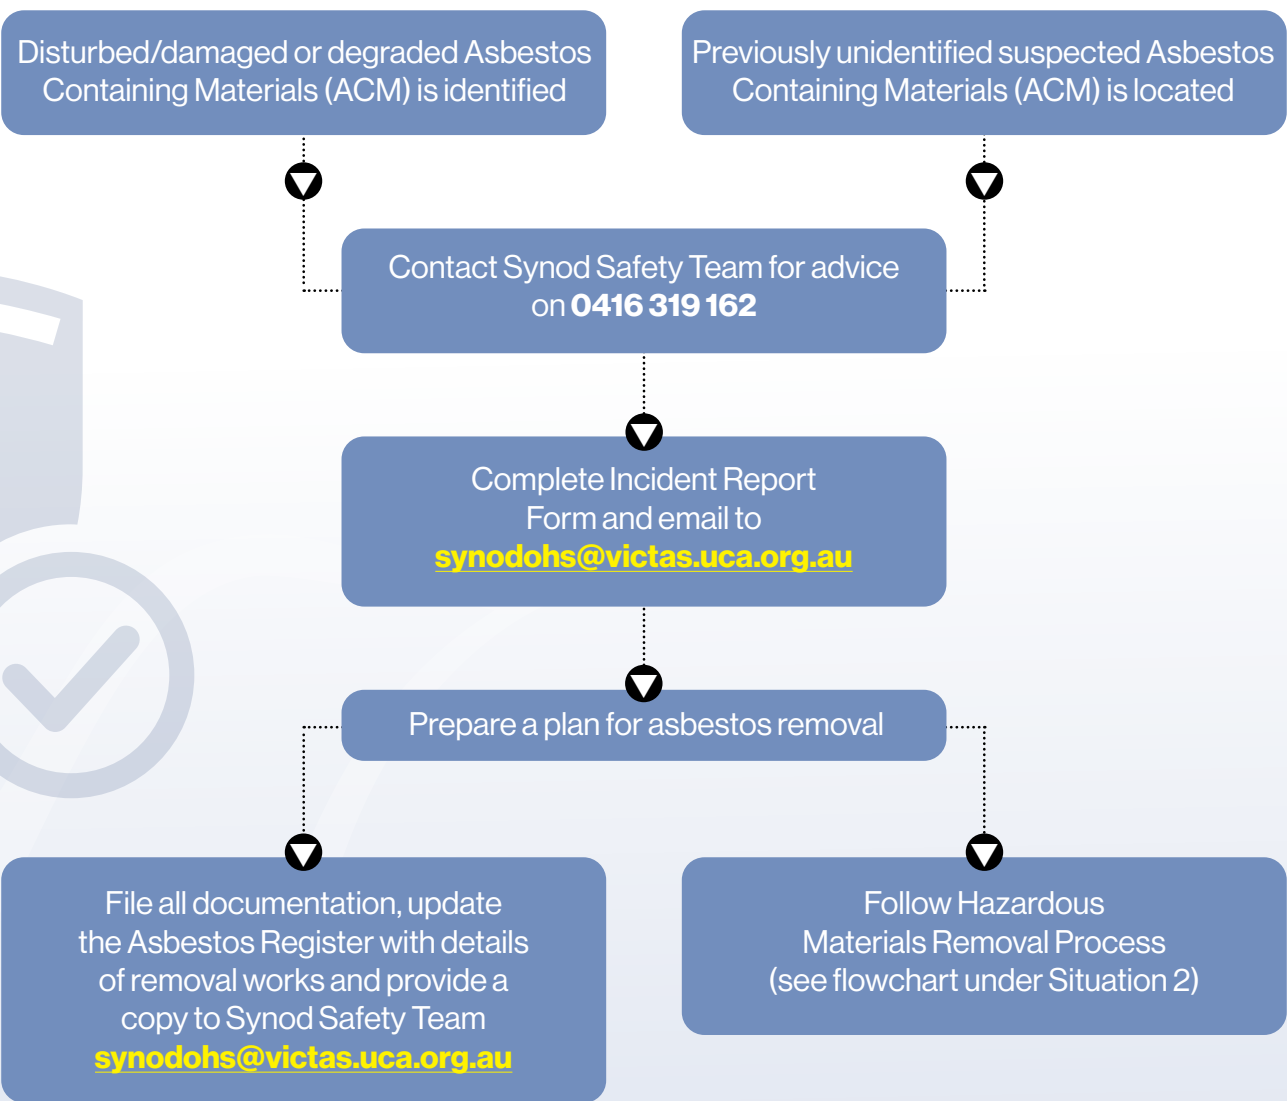 Disturbed/damaged or degraded Asbestos
Containing Materials (ACM) is identified
Previously unidentified suspected Asbestos
Containing Materials (ACM) is located
Contact Synod Safety Team for advice
on 0416 319 162
Complete Incident Report
Form and email to
synodohs@victas.uca.org.au
Prepare a plan for asbestos removal
File all documentation, update
the Asbestos Register with details
of removal works and provide a
copy to Synod Safety Team
synodohs@victas.uca.org.au
Follow Hazardous
Materials Removal Process
(see flowchart under Situation 2)